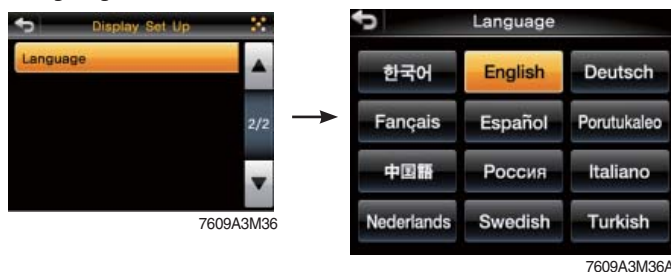 Display Set Up
Language
2/2
7609A3M36
Language
한국어 English Deutsch
Fançais Español Porutukaleo
中国語 Россия Italiano
Nederlands Swedish Turkish
7609A3M36A